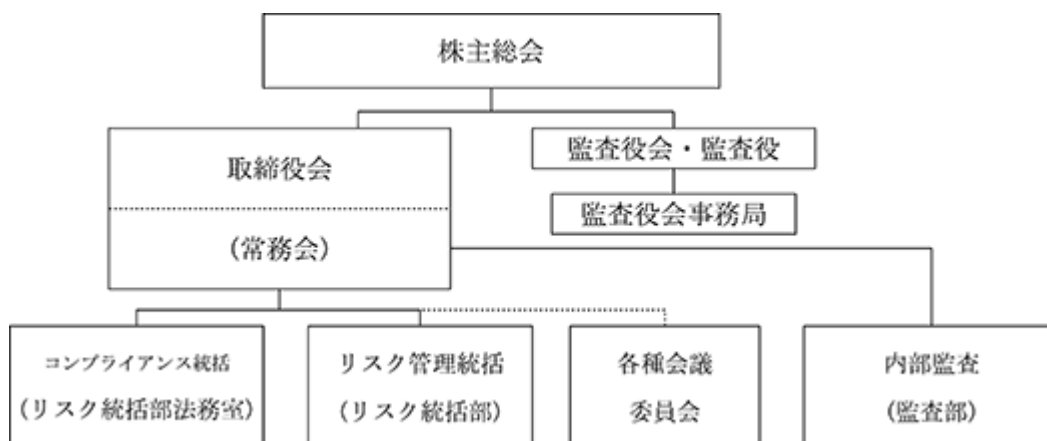 株主総会
取締役会
(常務会)
監査役会・監査役
監査役会事務局
コンプライアンス統括
(リスク統括部法務室)
リスク管理統括
(リスク統括部)
各種会議
委員会
内部監査
(監査部)